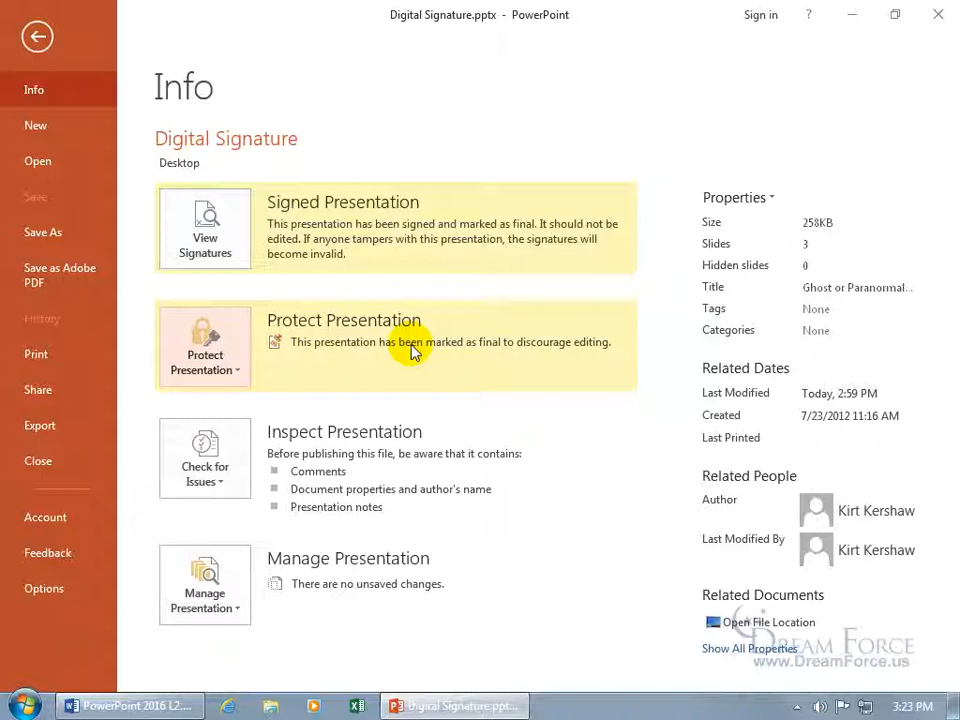 Digital Signature.pptx - PowerPoint
Sign in
?
Info
New
Open
Save
Save As
Save as Adobe
PDF
History
Print
Share
Export
Close
Account
Feedback
Options
Info
Digital Signature
Desktop
View
Signatures
Signed Presentation
This presentation has been signed and marked as final. It should not be
edited. If anyone tampers with this presentation, the signatures will
become invalid.
Protect
Presentation
Protect Presentation
This presentation has been marked as final to discourage editing.
Check for
Issues
Inspect Presentation
Before publishing this file, be aware that it contains:
Comments
Document properties and author's name
Presentation notes
Manage
Presentation
Manage Presentation
There are no unsaved changes.
Properties
Size 258KB
Slides 3
Hidden slides 0
Title Ghost or Paranormal...
Tags None
Categories None
Related Dates
Last Modified Today, 2:59 PM
Created 7/23/2012 11:16 AM
Last Printed
Related People
Author Kirt Kershaw
Last Modified By Kirt Kershaw
Related Documents
Open File Location
Show All Properties
DREAM FORCE
www.DreamForce.us
PowerPoint 2016 L2....
Digital Signature.ppt...
3:23 PM